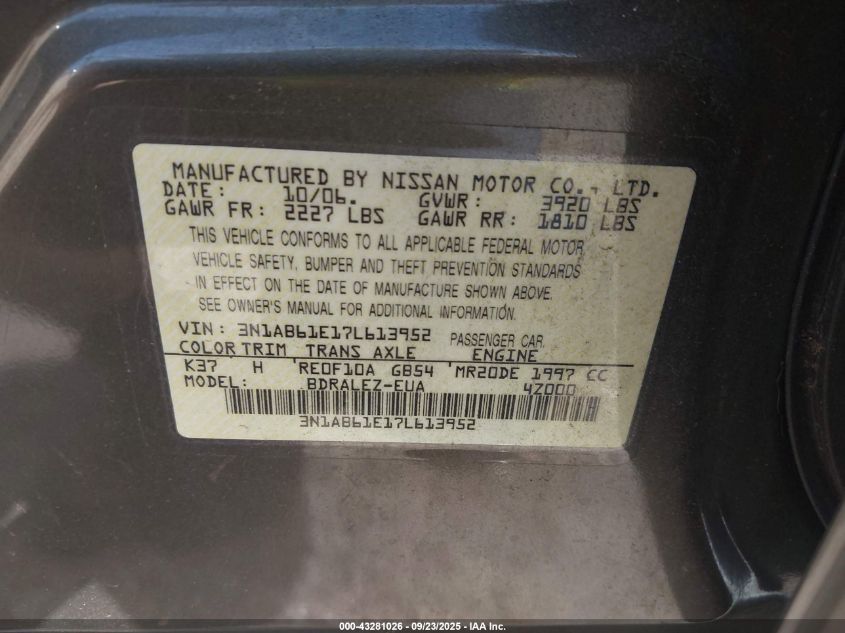 MANUFACTURED BY NISSAN MOTOR CO., LTD.
DATE: 10/06. GVWR: 3920 LBS
GAWR FR: 2227 LBS GAWR RR: 1810 LBS
THIS VEHICLE CONFORMS TO ALL APPLICABLE FEDERAL MOTOR
VEHICLE SAFETY, BUMPER AND THEFT PREVENTION STANDARDS
IN EFFECT ON THE DATE OF MANUFACTURE SHOWN ABOVE.
SEE OWNER'S MANUAL FOR ADDITIONAL INFORMATION.
VIN: 3N1AB61E17L613952 PASSENGER CAR
COLOR TRIM TRANS AXLE ENGINE
K37 H 'RE0F10A GB54 'MR20DE 1997 CC
MODEL: BDRALEZ-EUA 4Z000
3N1AB61E17L613952
000-43281026 - 09/23/2025 - IAA Inc.